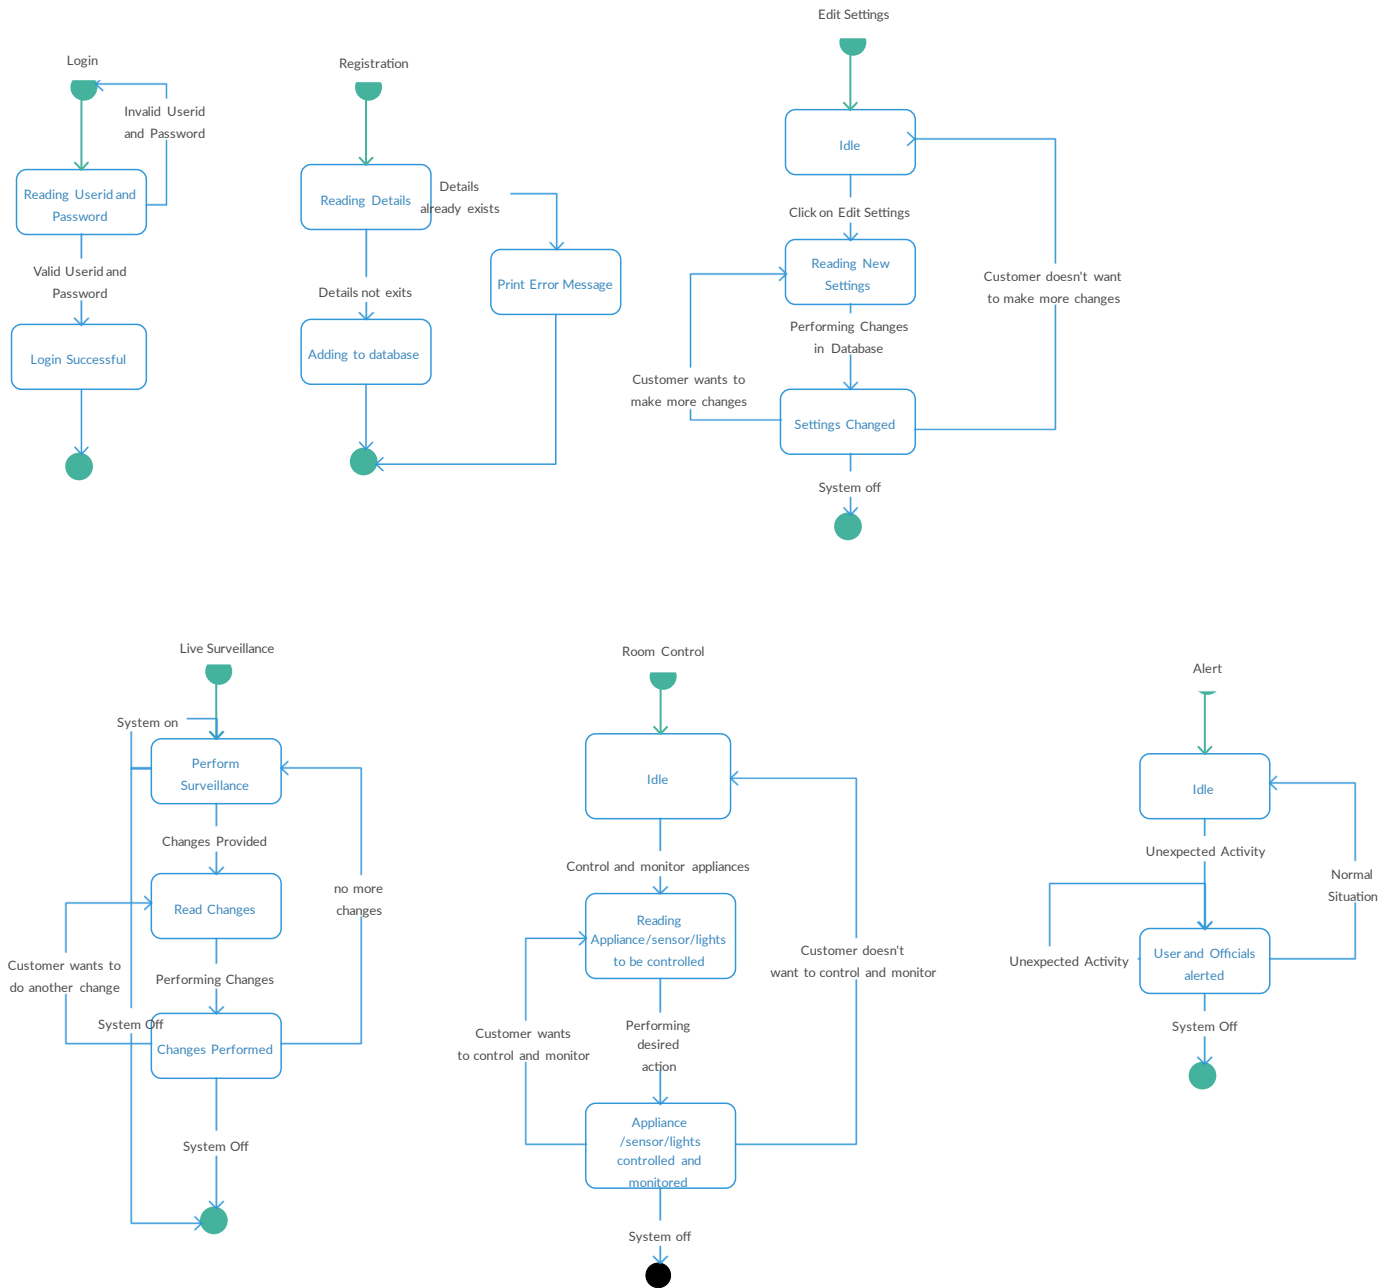 Login
Invalid Userid
and Password
Reading Userid and
Password
Valid Userid and
Password
Login Successful
Registration
Reading Details
Details
already exists
Print Error Message
Details not exits
Adding to database
Edit Settings
Idle
Click on Edit Settings
Reading New
Settings
Customer doesn't want
to make more changes
Performing Changes
in Database
Customer wants to
make more changes
Settings Changed
System off
Live Surveillance
System on
Perform
Surveillance
Changes Provided
no more
changes
Read Changes
Customer wants to
do another change
Performing Changes
System Off
Changes Performed
System Off
Room Control
Idle
Control and monitor appliances
Reading
Appliance/sensor/lights
to be controlled
Customer doesn't
want to control and monitor
Customer wants
to control and monitor
Performing
desired
action
Appliance
/sensor/lights
controlled and
monitored
System off
Alert
Idle
Unexpected Activity
Normal
Situation
Unexpected Activity
User and Officials
alerted
System Off